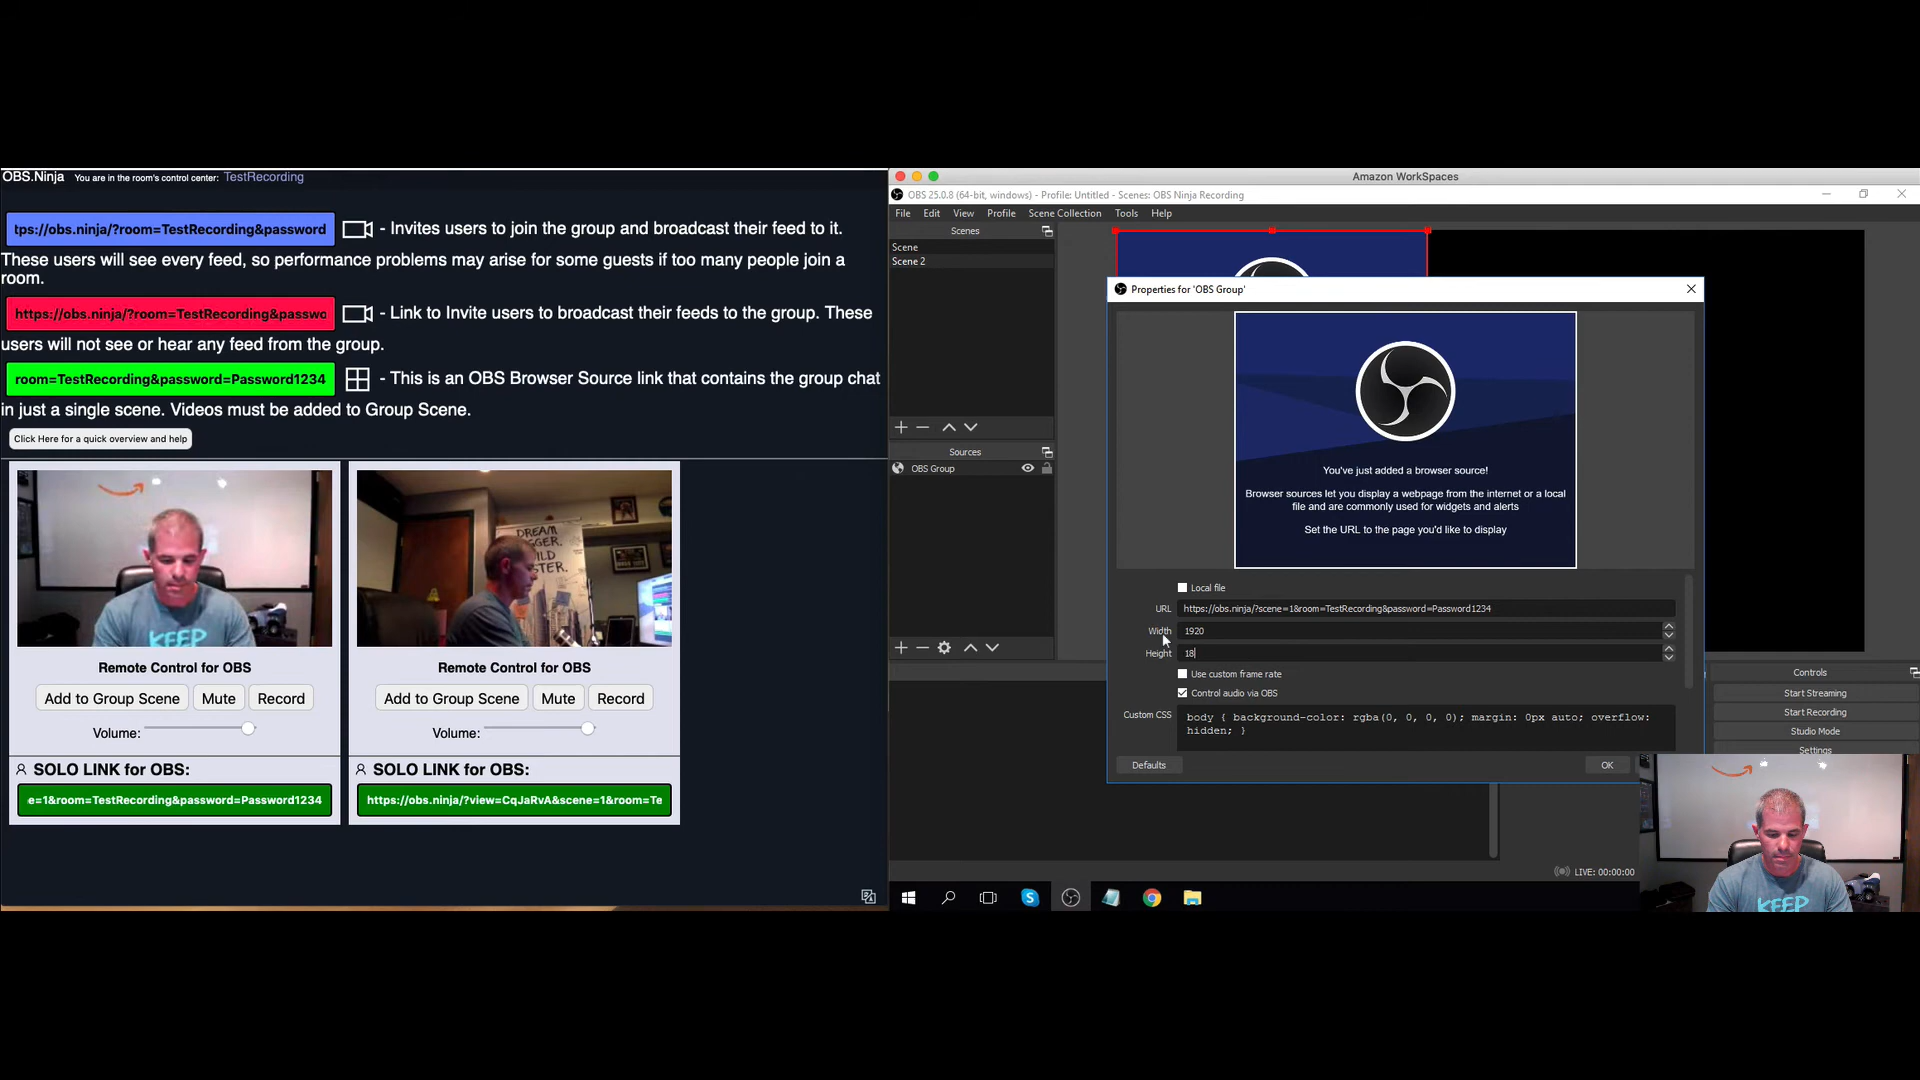 OBS.Ninja You are in the room's control center: TestRecording
tps://obs.ninja/?room=TestRecording&password
- Invites users to join the group and broadcast their feed to it.
These users will see every feed, so performance problems may arise for some guests if too many people join a
room.
https://obs.ninja/?room=TestRecording&passwo
- Link to Invite users to broadcast their feeds to the group. These
users will not see or hear any feed from the group.
room=TestRecording&password=Password1234
- This is an OBS Browser Source link that contains the group chat
in just a single scene. Videos must be added to Group Scene.
Click Here for a quick overview and help
DREAM
KEEP
Remote Control for OBS
Add to Group Scene Mute Record
Volume:
SOLO LINK for OBS:
e=1&room=TestRecording&password=Password1234
Remote Control for OBS
Add to Group Scene Mute Record
Volume:
SOLO LINK for OBS:
https://obs.ninja/?view=CqJaRvA&scene=1&room=Te
Amazon WorkSpaces
OBS 25.0.8 (64-bit, windows) - Profile: Untitled - Scenes: OBS Ninja Recording
File Edit View Profile Scene Collection Tools Help
Scenes
Scene
Scene 2
Sources
OBS Group
Properties for 'OBS Group'
You've just added a browser source!
Browser sources let you display a webpage from the internet or a local
file and are commonly used for widgets and alerts
Set the URL to the page you'd like to display
Local file
URL https://obs.ninja/?scene=1&room=TestRecording&password=Password1234
Width 1920
Height 18
Use custom frame rate
Control audio via OBS
Custom CSS body { background-color: rgba(0, 0, 0, 0); margin: 0px auto; overflow:
hidden; }
Defaults OK
Controls
Start Streaming
Start Recording
Studio Mode
Settings
LIVE: 00:00:00
KEEP